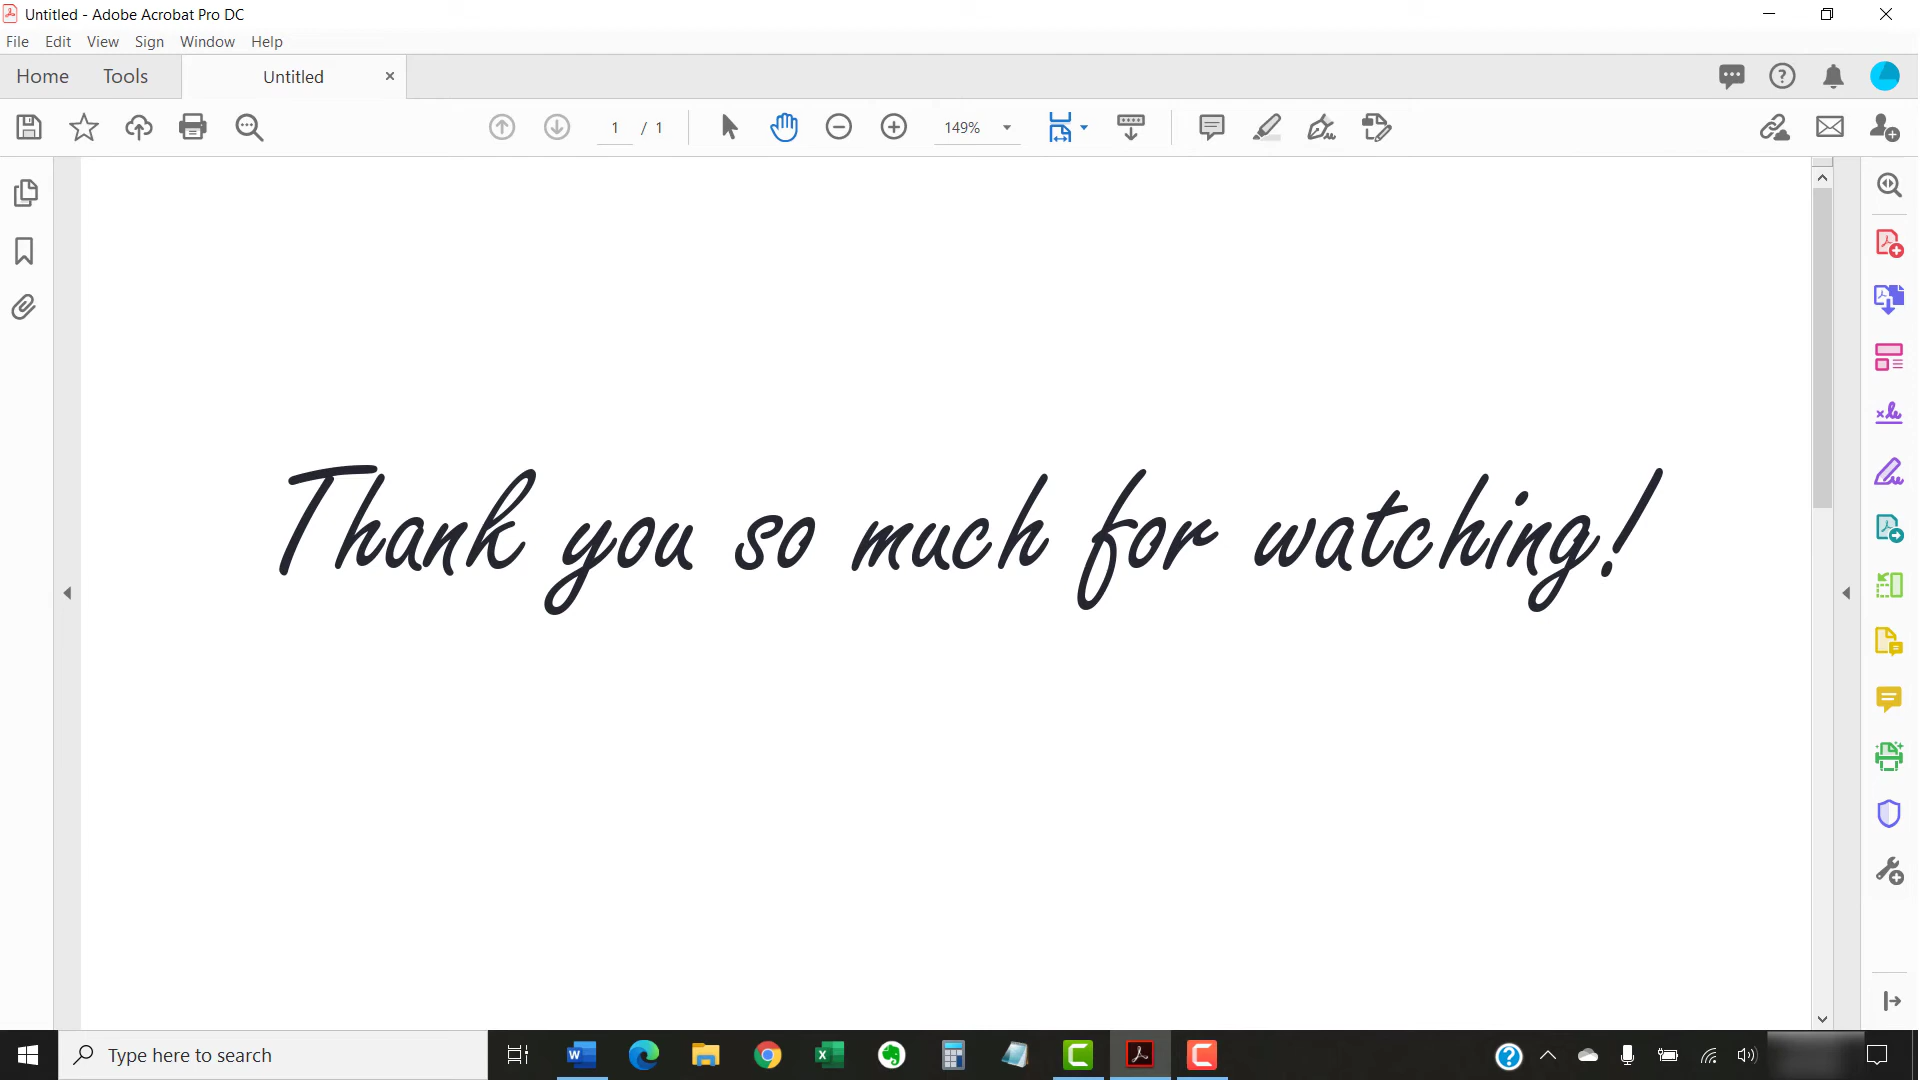 Untitled - Adobe Acrobat Pro DC
File Edit View Sign Window Help
Home Tools Untitled
1 / 1 149%
Thank you so much for watching!
Type here to search